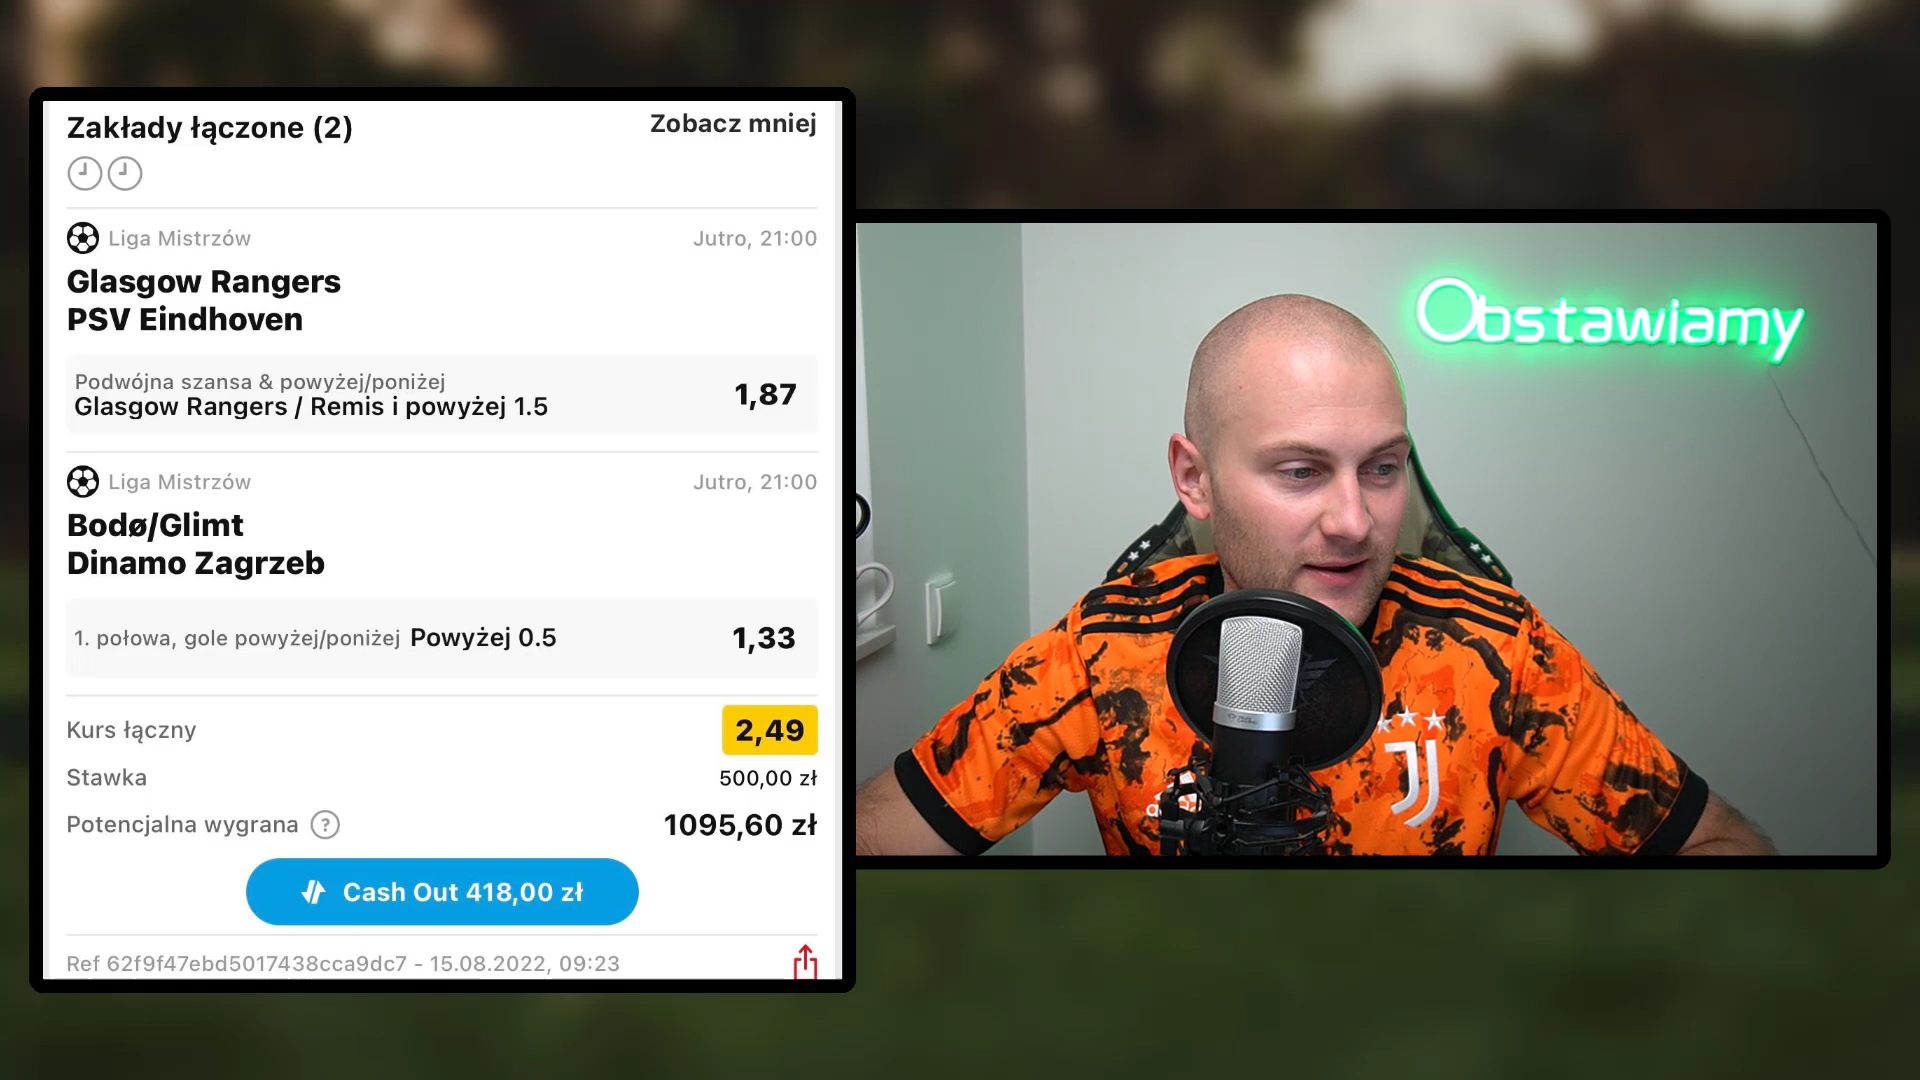 Zakłady łączone (2)
Zobacz mniej
Liga Mistrzów
Jutro, 21:00
Glasgow Rangers
PSV Eindhoven
Podwójna szansa & powyżej/poniżej
Glasgow Rangers / Remis i powyżej 1.5
1,87
Liga Mistrzów
Jutro, 21:00
Bodø/Glimt
Dinamo Zagrzeb
1. połowa, gole powyżej/poniżej Powyżej 0.5
1,33
Kurs łączny
2,49
Stawka
500,00 zł
Potencjalna wygrana ?
1095,60 zł
Cash Out 418,00 zł
Ref 62f9f47ebd5017438cca9dc7 - 15.08.2022, 09:23
Obstawiamy